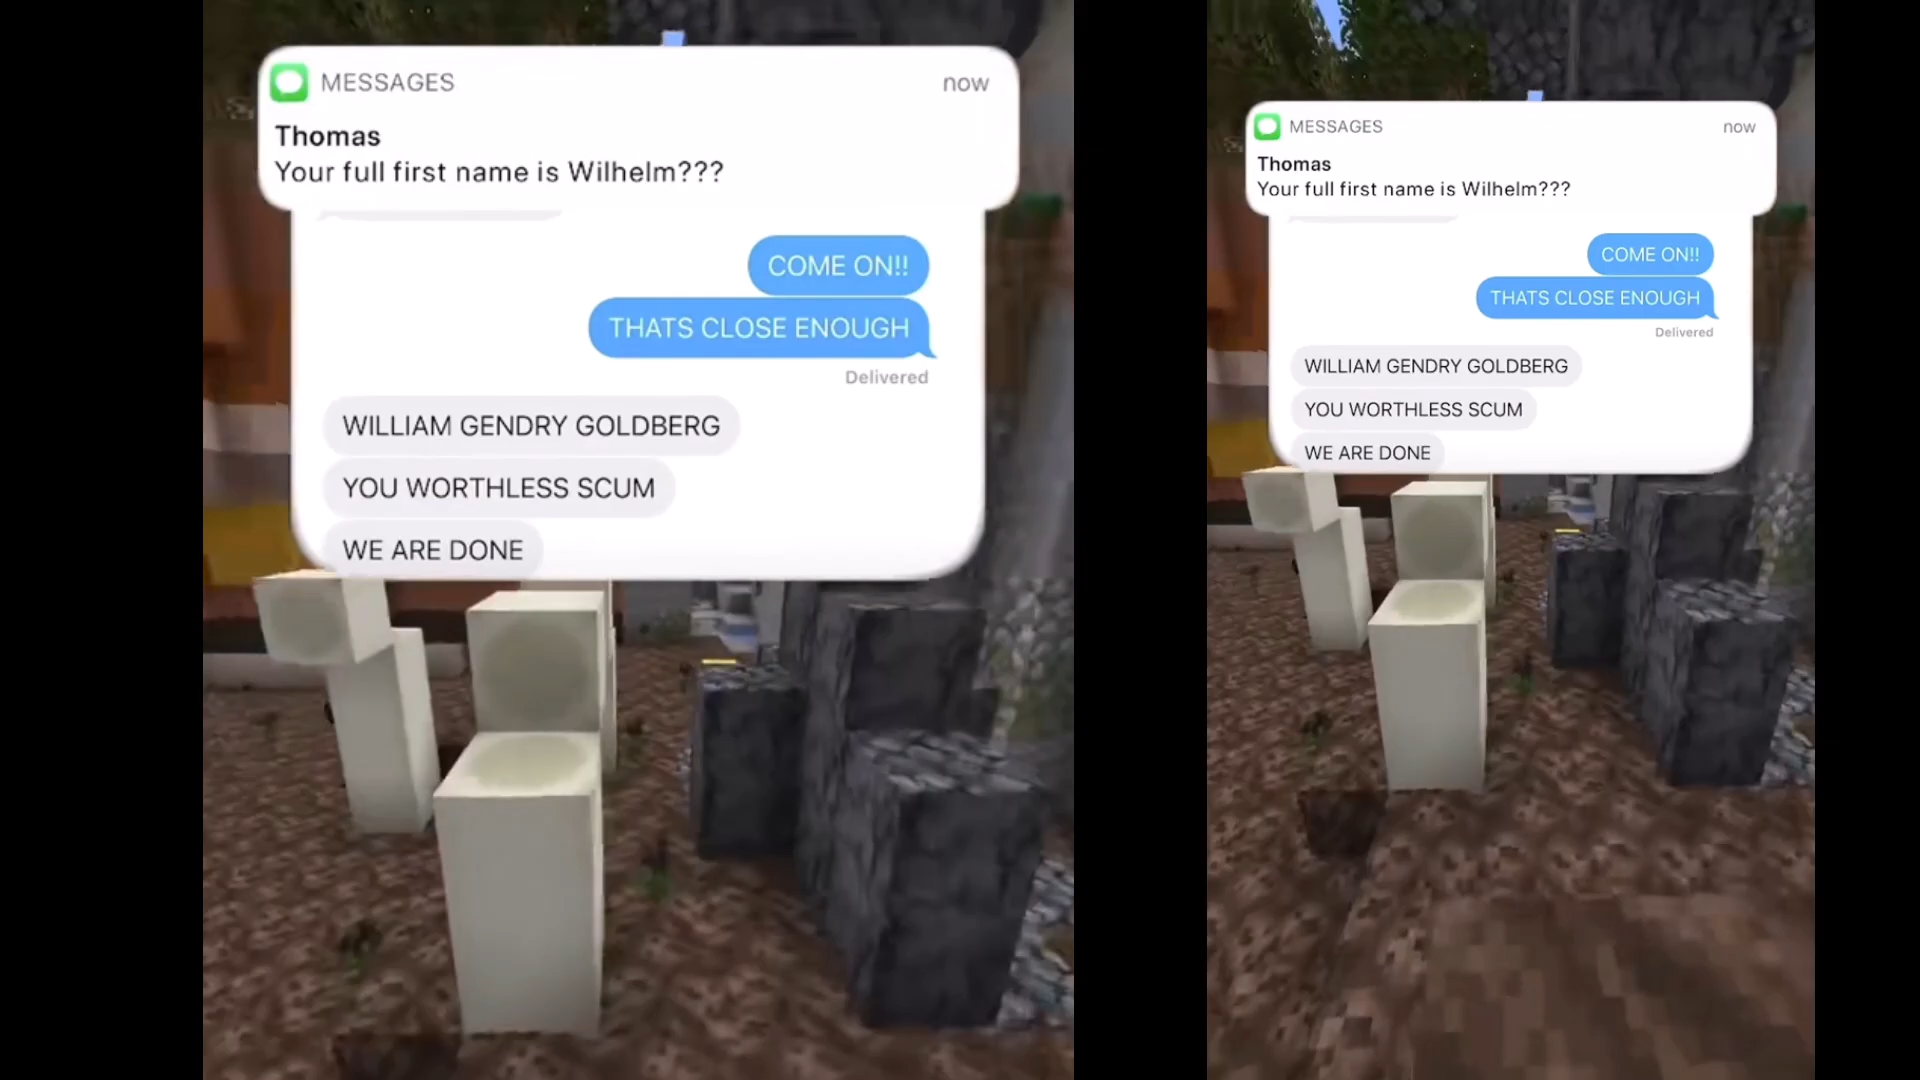 MESSAGES now
Thomas
Your full first name is Wilhelm???
COME ON!!
THATS CLOSE ENOUGH
Delivered
WILLIAM GENDRY GOLDBERG
YOU WORTHLESS SCUM
WE ARE DONE
MESSAGES now
Thomas
Your full first name is Wilhelm???
COME ON!!
THATS CLOSE ENOUGH
Delivered
WILLIAM GENDRY GOLDBERG
YOU WORTHLESS SCUM
WE ARE DONE